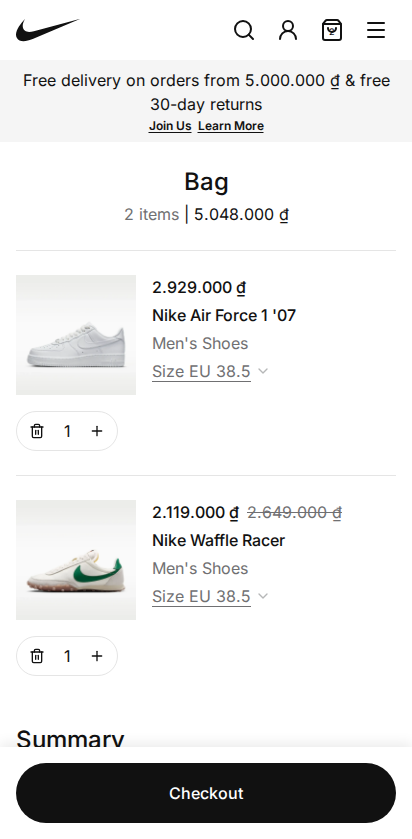 Free delivery on orders from 5.000.000 ₫ & free
30-day returns
Join Us Learn More
Bag
2 items | 5.048.000 ₫
2.929.000 ₫
Nike Air Force 1 '07
Men's Shoes
Size EU 38.5
1
2.119.000 ₫ 2.649.000 ₫
Nike Waffle Racer
Men's Shoes
Size EU 38.5
1
Summary
Checkout